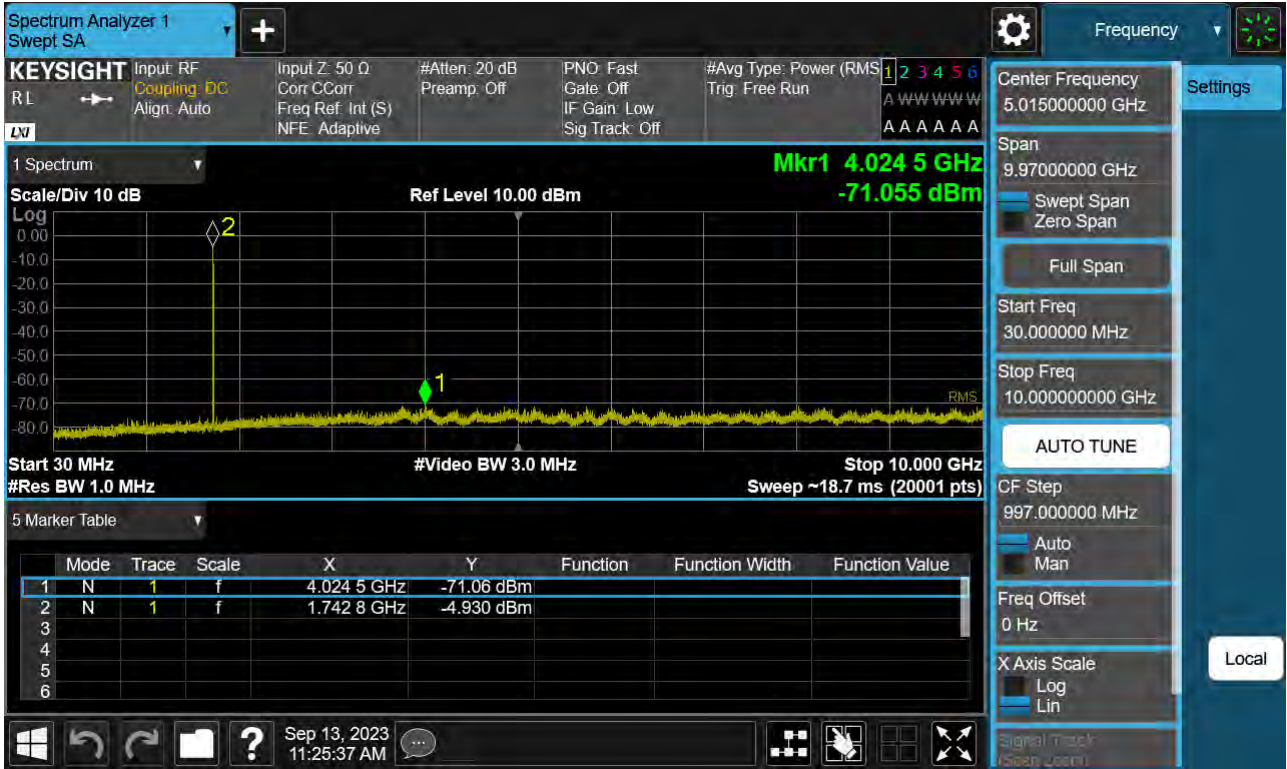 Spectrum Analyzer 1
Swept SA
Frequency
KEYSIGHT
RL
LXI
Input: RF
Coupling: DC
Align: Auto
Input Z: 50 Ω
Corr CCorr
Freq Ref: Int (S)
NFE: Adaptive
#Atten: 20 dB
Preamp: Off
PNO: Fast
Gate: Off
IF Gain: Low
Sig Track: Off
#Avg Type: Power (RMS
Trig: Free Run
1 2 3 4 5 6
A W W W W W
A A A A A A
Settings
1 Spectrum
Mkr1 4.024 5 GHz
Scale/Div 10 dB
Ref Level 10.00 dBm
-71.055 dBm
Log
0.00
-10.0
-20.0
-30.0
-40.0
-50.0
-60.0
-70.0
-80.0
2
1
RMS
Start 30 MHz
#Video BW 3.0 MHz
Stop 10.000 GHz
#Res BW 1.0 MHz
Sweep ~18.7 ms (20001 pts)
5 Marker Table
Mode Trace Scale X Y Function Function Width Function Value
1 N 1 f 4.024 5 GHz -71.06 dBm
2 N 1 f 1.742 8 GHz -4.930 dBm
3
4
5
6
Center Frequency
5.015000000 GHz
Span
9.97000000 GHz
Swept Span
Zero Span
Full Span
Start Freq
30.000000 MHz
Stop Freq
10.000000000 GHz
AUTO TUNE
CF Step
997.000000 MHz
Auto
Man
Freq Offset
0 Hz
X Axis Scale
Log
Lin
Signal Track
(Span Zoom)
Local
?
Sep 13, 2023
11:25:37 AM